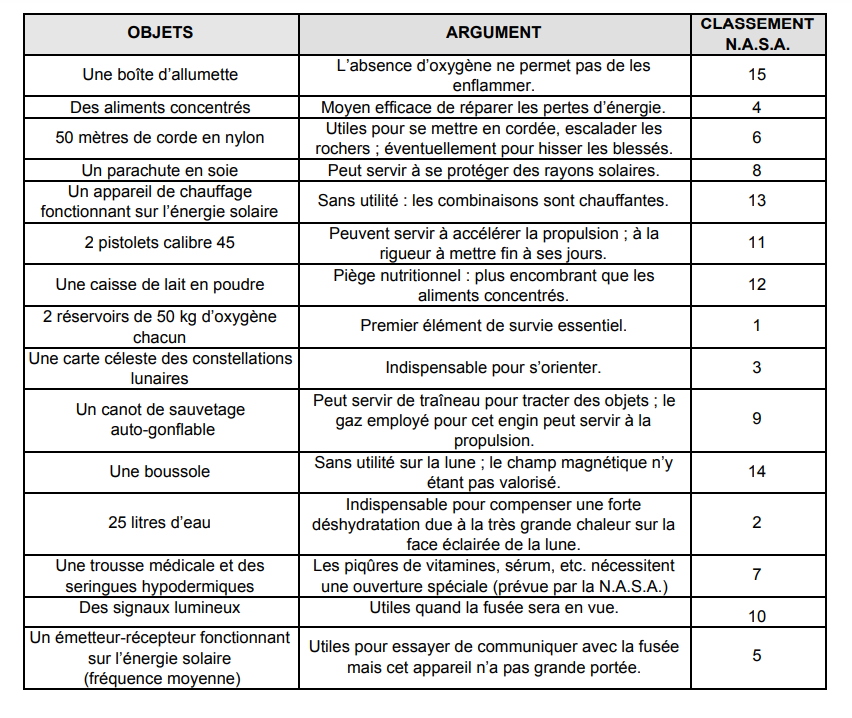 OBJETS ARGUMENT CLASSEMENT
N.A.S.A.
Une boîte d’allumette L’absence d’oxygène ne permet pas de les
enflammer. 15
Des aliments concentrés Moyen efficace de réparer les pertes d’énergie. 4
50 mètres de corde en nylon Utiles pour se mettre en cordée, escalader les
rochers ; éventuellement pour hisser les blessés. 6
Un parachute en soie Peut servir à se protéger des rayons solaires. 8
Un appareil de chauffage
fonctionnant sur l’énergie solaire Sans utilité : les combinaisons sont chauffantes. 13
2 pistolets calibre 45 Peuvent servir à accélérer la propulsion ; à la
rigueur à mettre fin à ses jours. 11
Une caisse de lait en poudre Piège nutritionnel : plus encombrant que les
aliments concentrés. 12
2 réservoirs de 50 kg d’oxygène
chacun Premier élément de survie essentiel. 1
Une carte céleste des constellations
lunaires Indispensable pour s’orienter. 3
Un canot de sauvetage
auto-gonflable Peut servir de traîneau pour tracter des objets ; le
gaz employé pour cet engin peut servir à la
propulsion. 9
Une boussole Sans utilité sur la lune ; le champ magnétique n’y
étant pas valorisé. 14
25 litres d’eau Indispensable pour compenser une forte
déshydratation due à la très grande chaleur sur la
face éclairée de la lune. 2
Une trousse médicale et des
seringues hypodermiques Les piqûres de vitamines, sérum, etc. nécessitent
une ouverture spéciale (prévue par la N.A.S.A.) 7
Des signaux lumineux Utiles quand la fusée sera en vue. 10
Un émetteur-récepteur fonctionnant
sur l’énergie solaire
(fréquence moyenne) Utiles pour essayer de communiquer avec la fusée
mais cet appareil n’a pas grande portée. 5